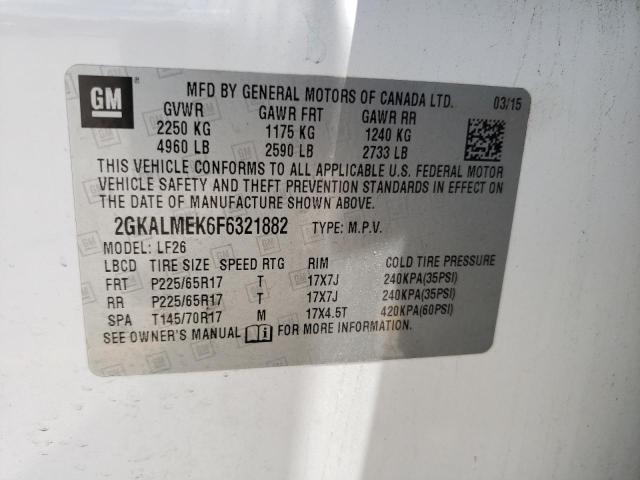 GM
MFD BY GENERAL MOTORS OF CANADA LTD. 03/15
GVWR GAWR FRT GAWR RR
2250 KG 1175 KG 1240 KG
4960 LB 2590 LB 2733 LB
THIS VEHICLE CONFORMS TO ALL APPLICABLE U.S. FEDERAL MOTOR
VEHICLE SAFETY AND THEFT PREVENTION STANDARDS IN EFFECT ON
THE DATE OF MANUFACTURE SHOWN ABOVE.
2GKALMEK6F6321882 TYPE: M.P.V.
MODEL: LF26
LBCD TIRE SIZE SPEED RTG RIM COLD TIRE PRESSURE
FRT P225/65R17 T 17X7J 240KPA(35PSI)
RR P225/65R17 T 17X7J 240KPA(35PSI)
SPA T145/70R17 M 17X4.5T 420KPA(60PSI)
SEE OWNER'S MANUAL FOR MORE INFORMATION.